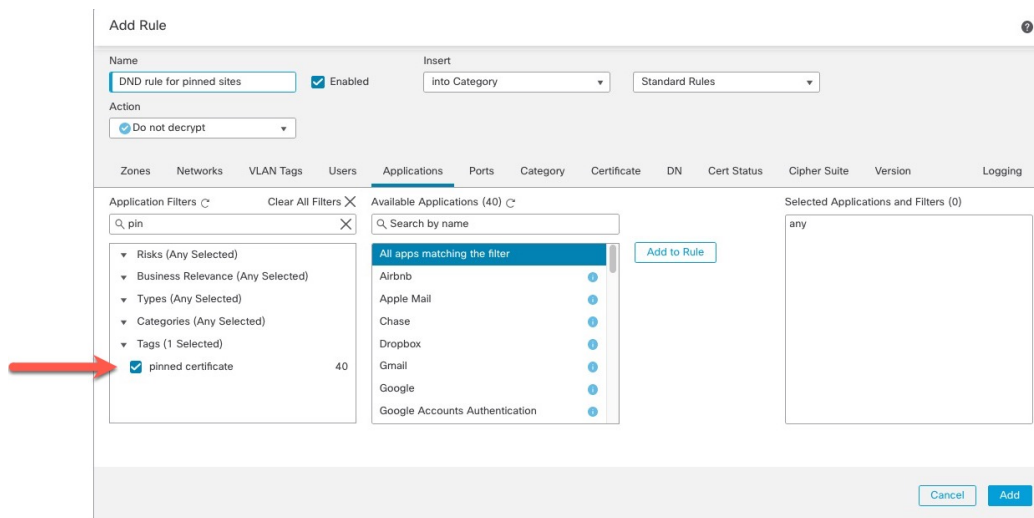 Add Rule
Name
Insert
DND rule for pinned sites
Enabled
into Category
Standard Rules
Action
Do not decrypt
Zones Networks VLAN Tags Users Applications Ports Category Certificate DN Cert Status Cipher Suite Version Logging
Application Filters
Clear All Filters
Available Applications (40)
Selected Applications and Filters (0)
pin
Search by name
any
Risks (Any Selected)
Business Relevance (Any Selected)
Types (Any Selected)
Categories (Any Selected)
Tags (1 Selected)
pinned certificate 40
All apps matching the filter
Airbnb
Apple Mail
Chase
Dropbox
Gmail
Google
Google Accounts Authentication
Add to Rule
Cancel
Add